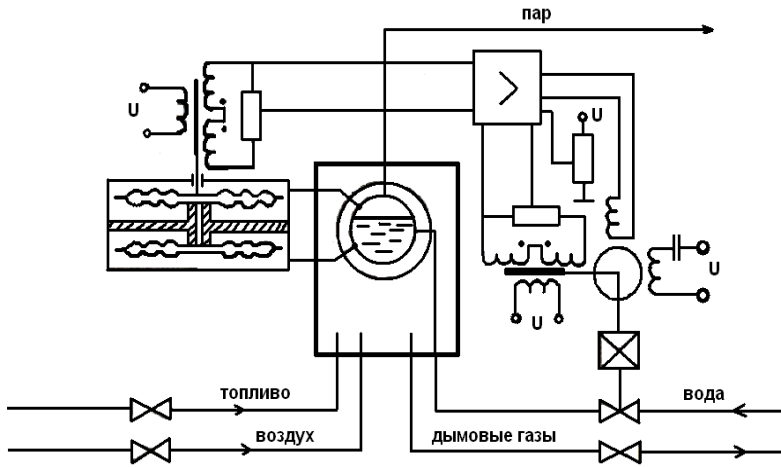 пар
U
U
U
U
топливо
вода
воздух
дымовые газы